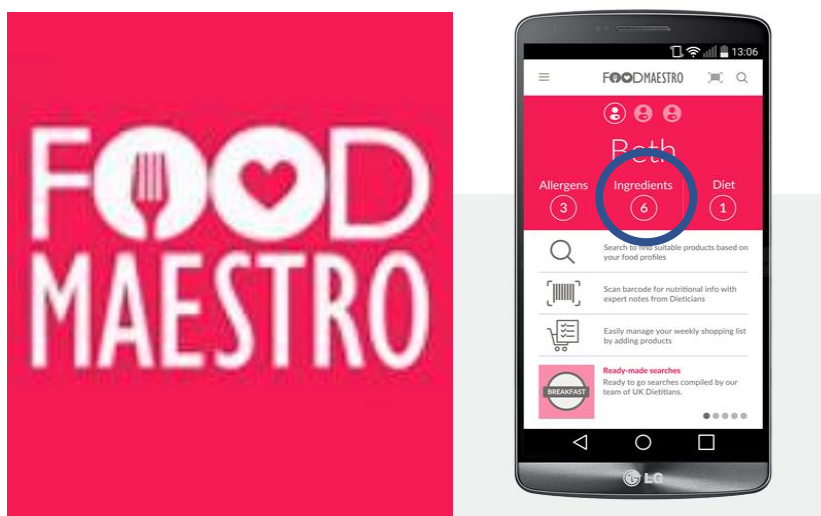 FOOD
MAESTRO
13:06
FOODMAESTRO
Beth
Allergens Ingredients Diet
3 6 1
Search to find suitable products based on
your food profiles
Scan barcode for nutritional info with
expert notes from Dieticians
Easily manage your weekly shopping list
by adding products
Ready-made searches
Ready to go searches compiled by our
team of UK Dietitians.
BREAKFAST
LG